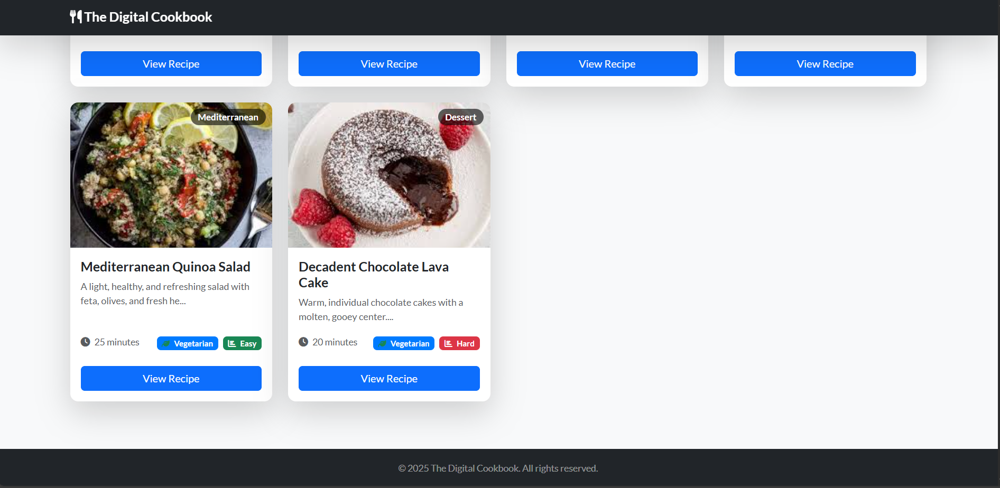 The Digital Cookbook
View Recipe
View Recipe
View Recipe
View Recipe
Mediterranean
Dessert
Mediterranean Quinoa Salad
A light, healthy, and refreshing salad with
feta, olives, and fresh he...
25 minutes
Vegetarian
Easy
View Recipe
Decadent Chocolate Lava
Cake
Warm, individual chocolate cakes with a
molten, gooey center....
20 minutes
Vegetarian
Hard
View Recipe
© 2025 The Digital Cookbook. All rights reserved.